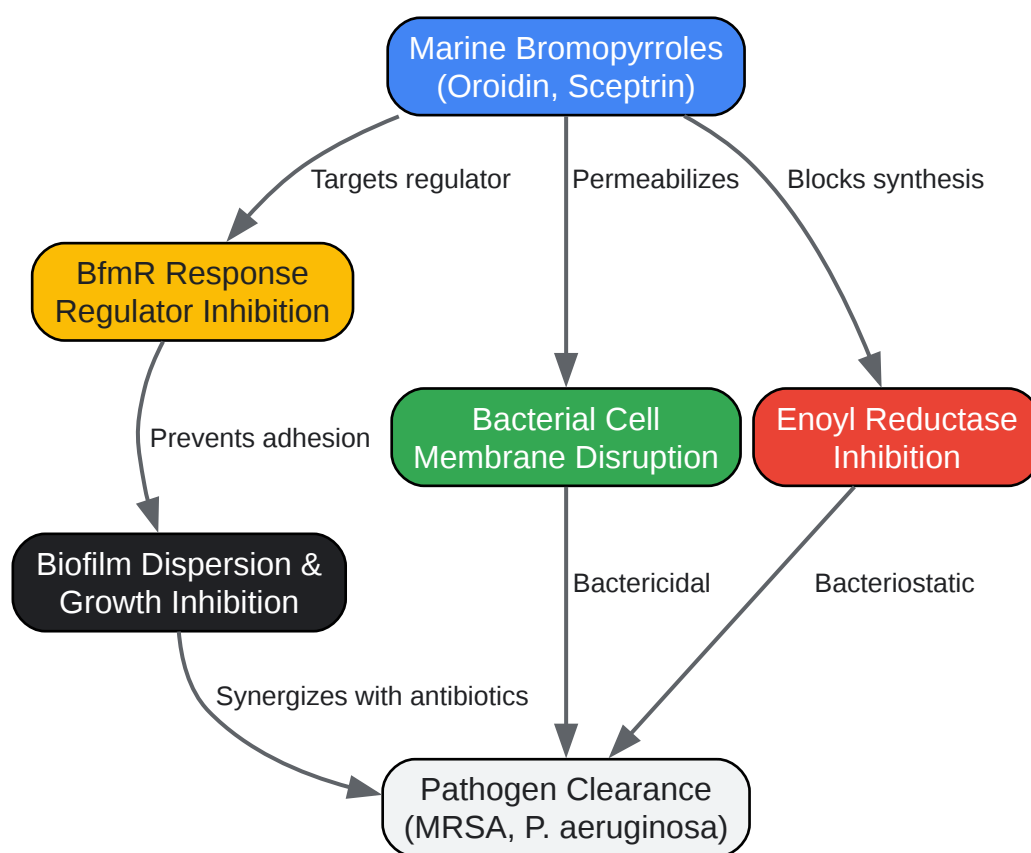 Marine Bromopyrroles
(Oroidin, Sceptrin)
Targets regulator
Permeabilizes
Blocks synthesis
BfmR Response
Regulator Inhibition
Prevents adhesion
Bacterial Cell
Membrane Disruption
Enoyl Reductase
Inhibition
Biofilm Dispersion &
Growth Inhibition
Bactericidal
Bacteriostatic
Synergizes with antibiotics
Pathogen Clearance
(MRSA, P. aeruginosa)